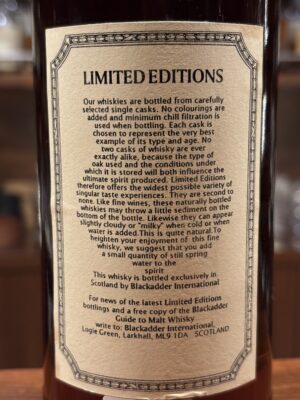 LIMITED EDITIONS
Our whiskies are bottled from carefully
selected single casks. No colourings are
added and minimum chill filtration is
used when bottling. Each cask is
chosen to represent the very best
example of its type and age. No
two casks of whisky are ever
exactly alike, because the type of
oak used and the conditions under
which it is stored will both influence the
ultimate spirit produced. Limited Editions
therefore offers the widest possible variety of
singular taste experiences. They are second to
none. Like fine wines, these naturally bottled
whiskies may throw a little sediment on the
bottom of the bottle. Likewise they can appear
slightly cloudy or "milky" when cold or when
water is added.This is quite natural.To
heighten your enjoyment of this fine
whisky, we suggest that you add
a small quantity of still spring
water to the
spirit
This whisky is bottled exclusively in
Scotland by Blackadder International
For news of the latest Limited Editions
bottlings and a free copy of the Blackadder
Guide to Malt Whisky
write to: Blackadder International,
Logie Green, Larkhall, ML9 1DA SCOTLAND